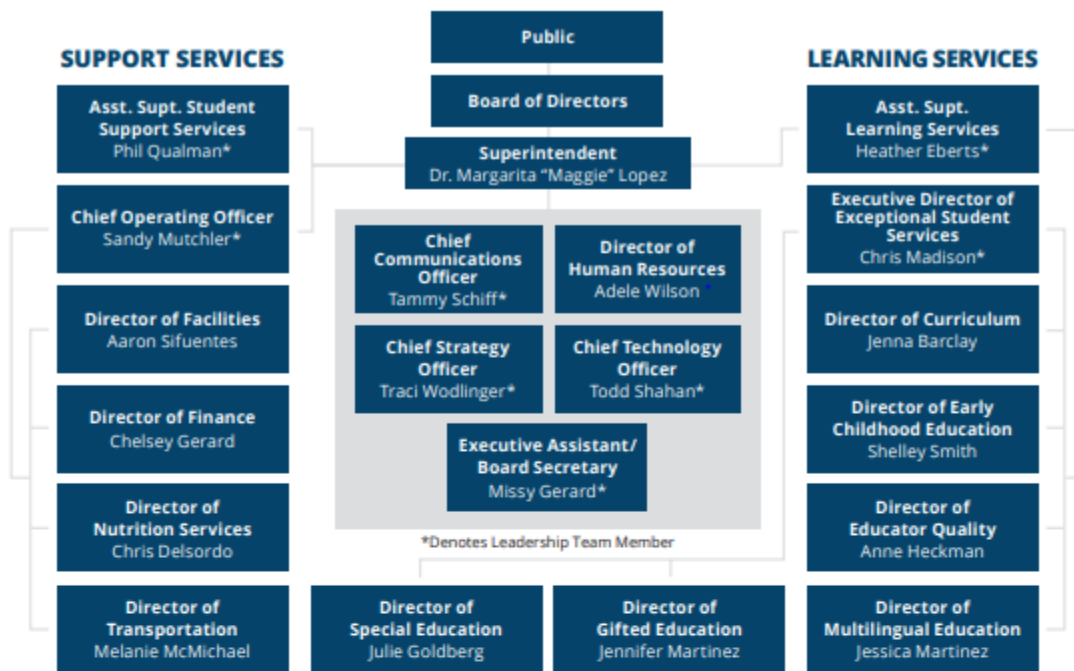 Public
SUPPORT SERVICES
LEARNING SERVICES
Board of Directors
Asst. Supt. Student
Support Services
Phil Qualman*
Superintendent
Dr. Margarita “Maggie” Lopez
Asst. Supt.
Learning Services
Heather Eberts*
Chief Operating Officer
Sandy Mutchler*
Chief
Communications
Officer
Tammy Schiff*
Director of
Human Resources
Adele Wilson *
Executive Director of
Exceptional Student
Services
Chris Madison*
Director of Facilities
Aaron Sifuentes
Chief Strategy
Officer
Traci Wodlinger*
Chief Technology
Officer
Todd Shahan*
Director of Curriculum
Jenna Barclay
Director of Finance
Chelsey Gerard
Executive Assistant/
Board Secretary
Missy Gerard*
Director of Early
Childhood Education
Shelley Smith
Director of
Nutrition Services
Chris Delsordo
*Denotes Leadership Team Member
Director of
Educator Quality
Anne Heckman
Director of
Transportation
Melanie McMichael
Director of
Special Education
Julie Goldberg
Director of
Gifted Education
Jennifer Martinez
Director of
Multilingual Education
Jessica Martinez